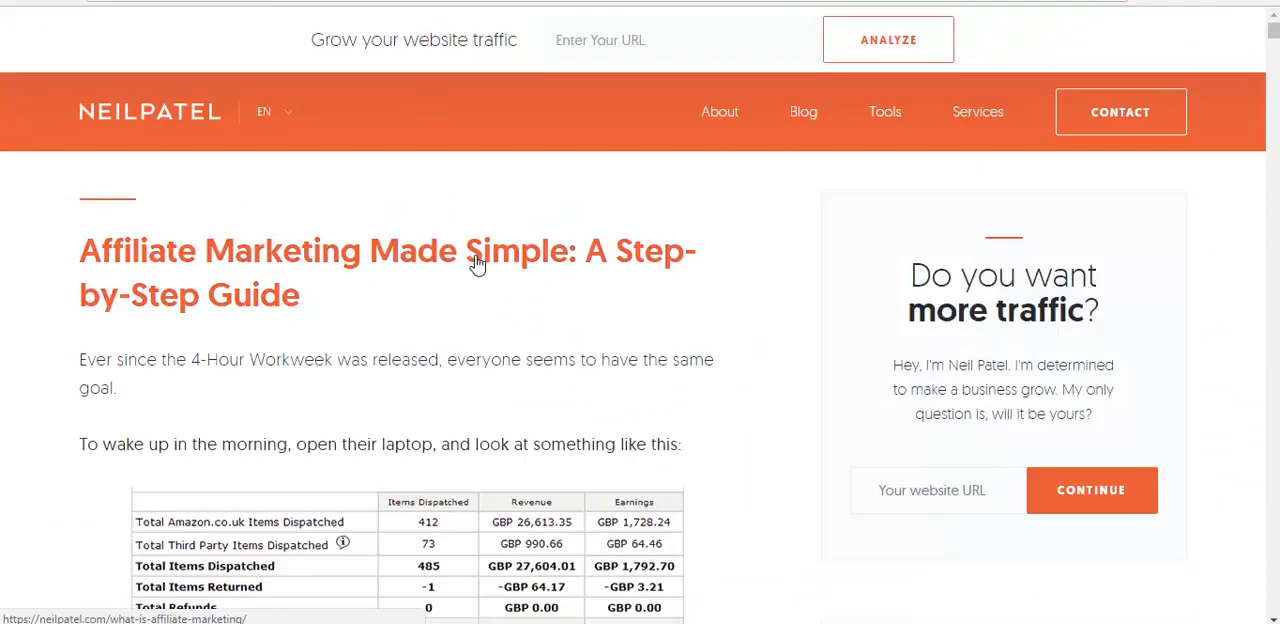 Grow your website traffic
Enter Your URL
ANALYZE
NEILPATEL
EN
About
Blog
Tools
Services
CONTACT
Affiliate Marketing Made Simple: A Step-
by-Step Guide
Ever since the 4-Hour Workweek was released, everyone seems to have the same
goal.
To wake up in the morning, open their laptop, and look at something like this:
Items Dispatched Revenue Earnings
Total Amazon.co.uk Items Dispatched 412 GBP 26,613.35 GBP 1,728.24
Total Third Party Items Dispatched 73 GBP 990.66 GBP 64.46
Total Items Dispatched 485 GBP 27,604.01 GBP 1,792.70
Total Items Returned -1 -GBP 64.17 -GBP 3.21
Total Refunds 0 GBP 0.00 GBP 0.00
Do you want
more traffic?
Hey, I'm Neil Patel. I'm determined
to make a business grow. My only
question is, will it be yours?
Your website URL
CONTINUE
https://neilpatel.com/what-is-affiliate-marketing/